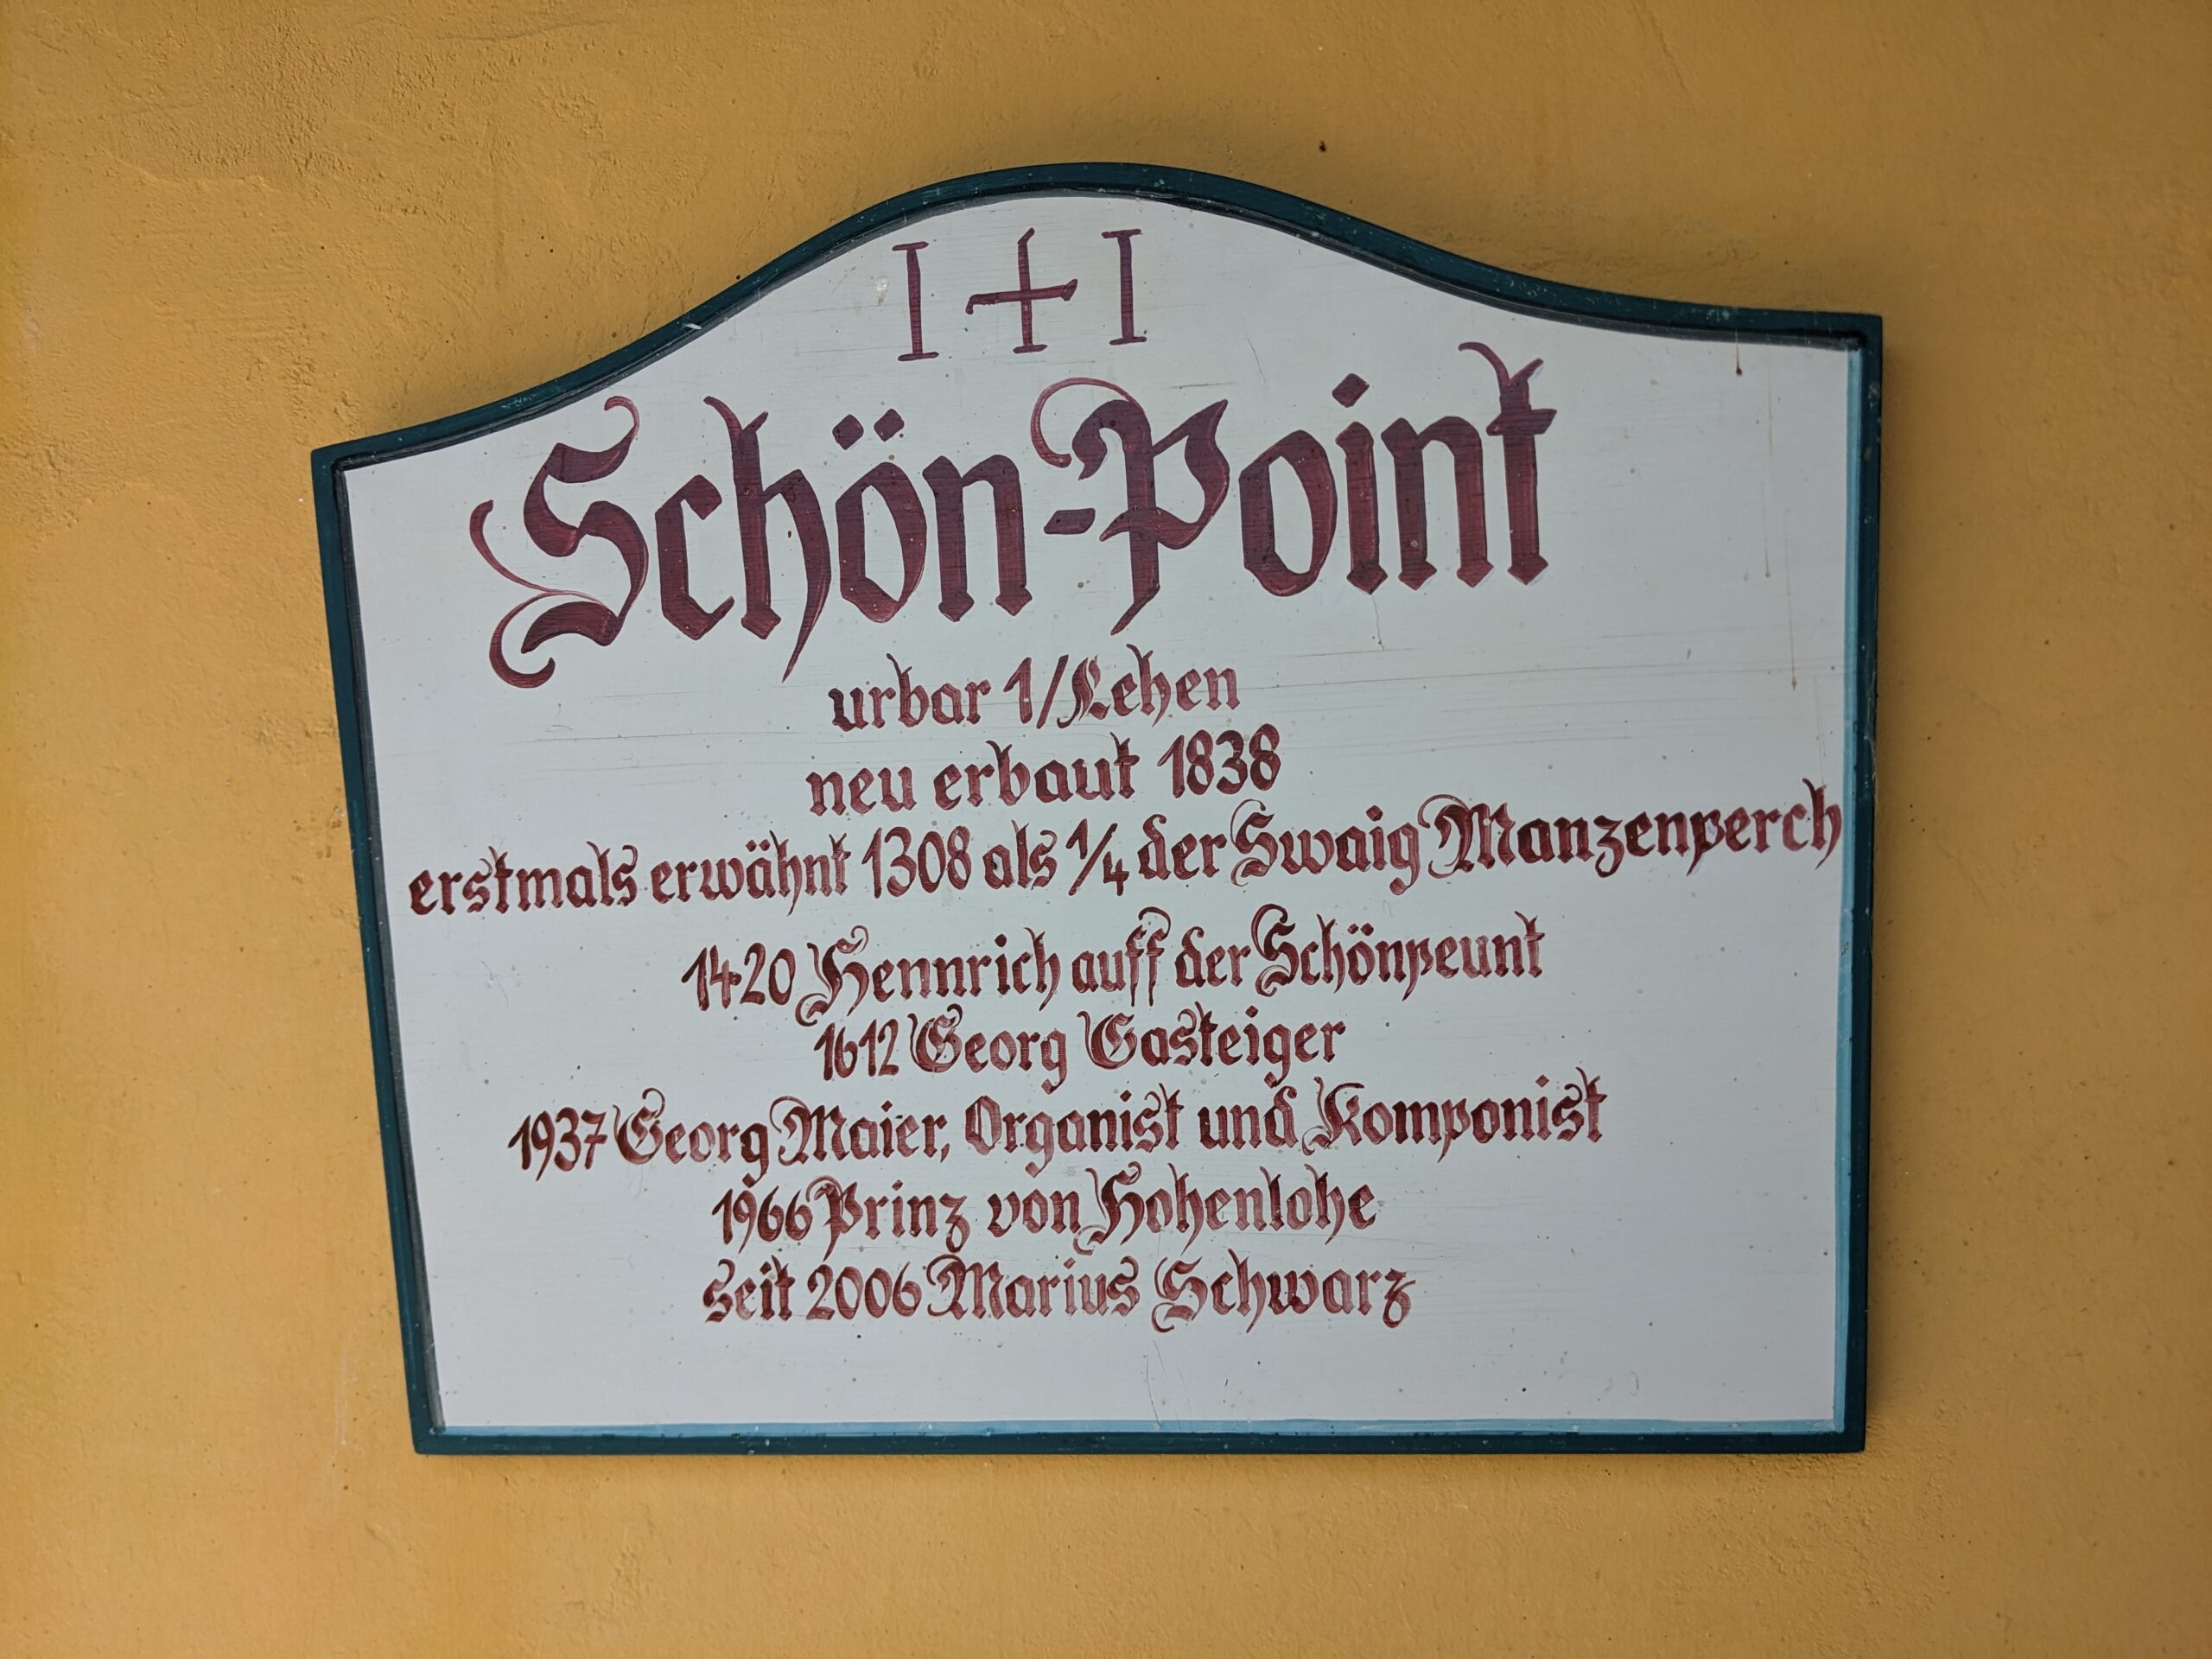 I + I
Schön-Point
urbar 1/Lehen
neu erbaut 1838
erstmals erwähnt 1308 als 1/4 der Swaig Manzenperch
1420 Hennrich auff der Schönpeunt
1612 Georg Gasteiger
1937 Georg Maier, Organist und Komponist
1966 Prinz von Hohenlohe
seit 2006 Marius Schwarz